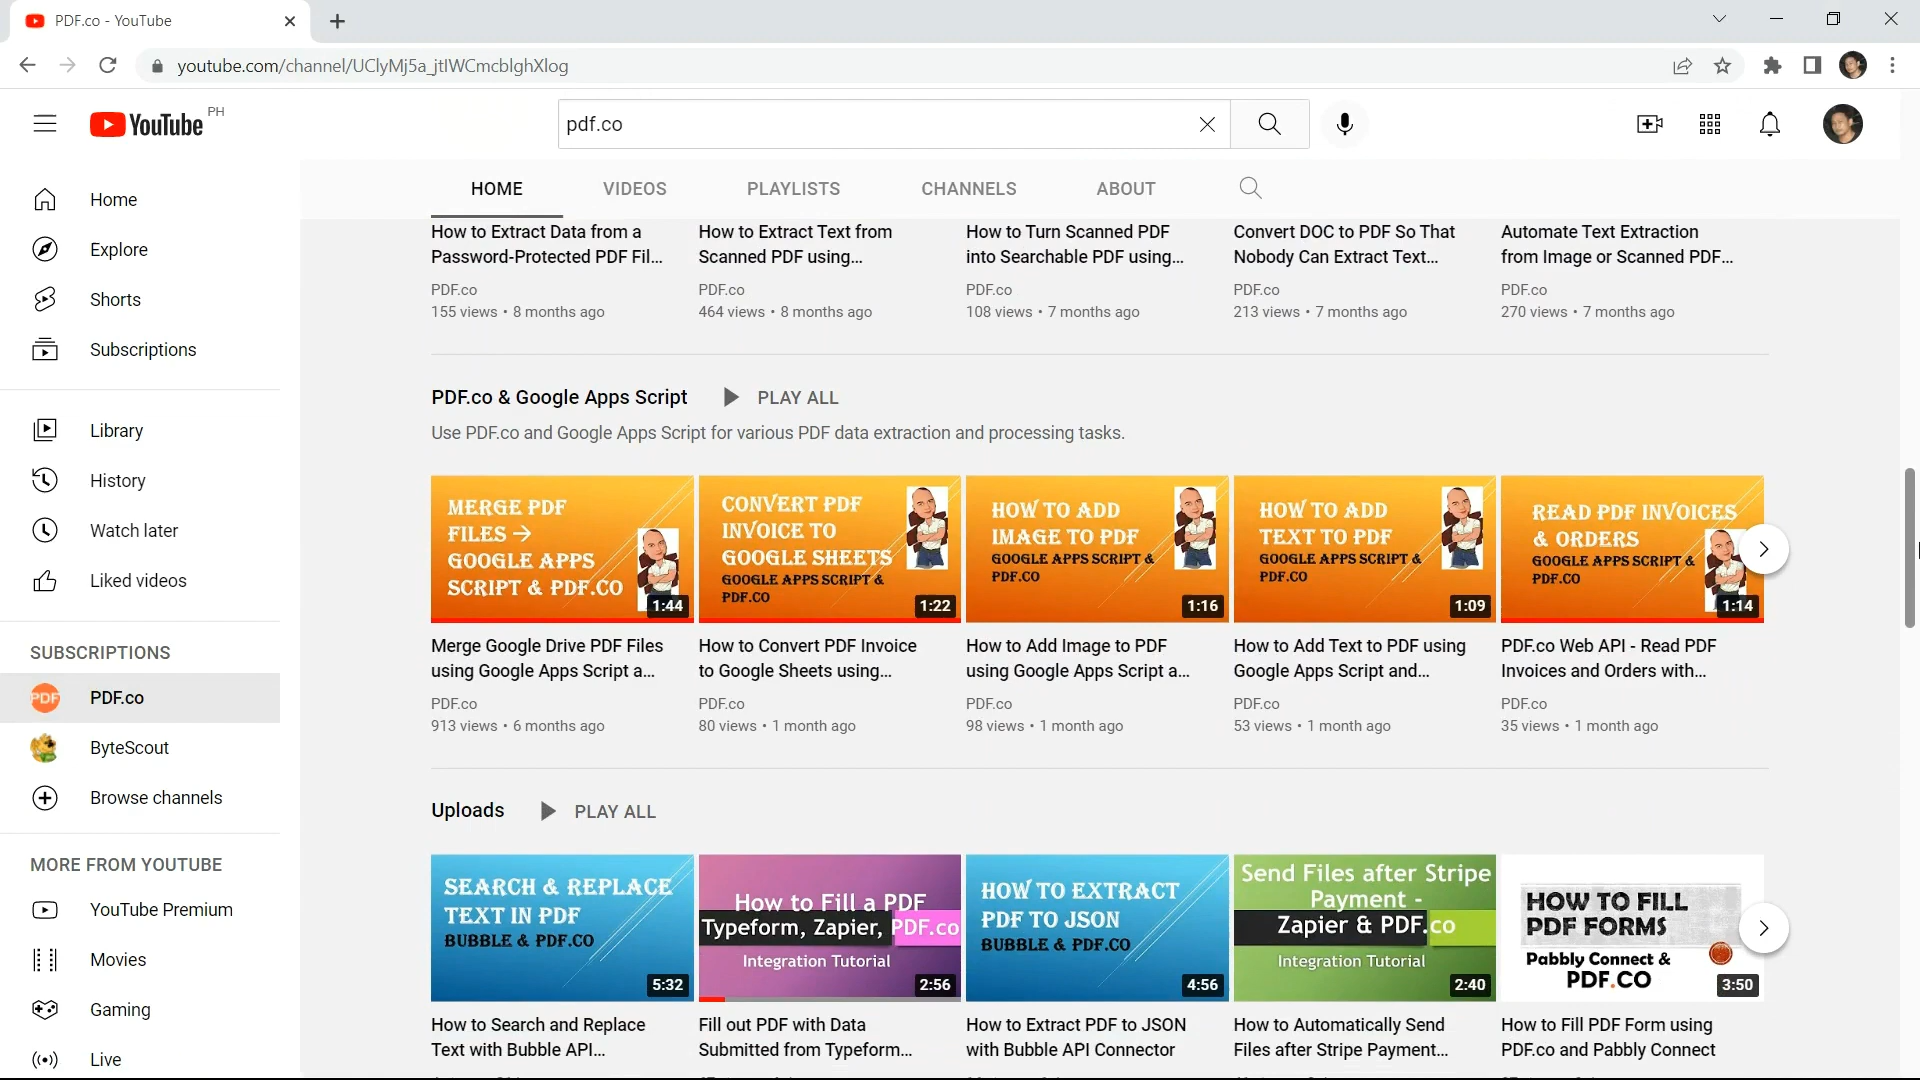 PDF.co - YouTube
youtube.com/channel/UClyMj5a_jtIWCmcblghXlog
YouTube PH
pdf.co
Home
Explore
Shorts
Subscriptions
Library
History
Watch later
Liked videos
SUBSCRIPTIONS
PDF PDF.co
ByteScout
Browse channels
MORE FROM YOUTUBE
YouTube Premium
Movies
Gaming
Live
HOME VIDEOS PLAYLISTS CHANNELS ABOUT
How to Extract Data from a
Password-Protected PDF Fil...
PDF.co
155 views • 8 months ago
How to Extract Text from
Scanned PDF using...
PDF.co
464 views • 8 months ago
How to Turn Scanned PDF
into Searchable PDF using...
PDF.co
108 views • 7 months ago
Convert DOC to PDF So That
Nobody Can Extract Text...
PDF.co
213 views • 7 months ago
Automate Text Extraction
from Image or Scanned PDF...
PDF.co
270 views • 7 months ago
PDF.co & Google Apps Script PLAY ALL
Use PDF.co and Google Apps Script for various PDF data extraction and processing tasks.
MERGE PDF
FILES →
GOOGLE APPS
SCRIPT & PDF.CO
1:44
Merge Google Drive PDF Files
using Google Apps Script a...
PDF.co
913 views • 6 months ago
CONVERT PDF
INVOICE TO
GOOGLE SHEETS
GOOGLE APPS SCRIPT &
PDF.CO
1:22
How to Convert PDF Invoice
to Google Sheets using...
PDF.co
80 views • 1 month ago
HOW TO ADD
IMAGE TO PDF
GOOGLE APPS SCRIPT &
PDF.CO
1:16
How to Add Image to PDF
using Google Apps Script a...
PDF.co
98 views • 1 month ago
HOW TO ADD
TEXT TO PDF
GOOGLE APPS SCRIPT &
PDF.CO
1:09
How to Add Text to PDF using
Google Apps Script and...
PDF.co
53 views • 1 month ago
READ PDF INVOICES
& ORDERS
GOOGLE APPS SCRIPT &
PDF.CO
1:14
PDF.co Web API - Read PDF
Invoices and Orders with...
PDF.co
35 views • 1 month ago
Uploads PLAY ALL
SEARCH & REPLACE
TEXT IN PDF
BUBBLE & PDF.CO
5:32
How to Search and Replace
Text with Bubble API...
How to Fill a PDF
Typeform, Zapier, PDF.co
Integration Tutorial
2:56
Fill out PDF with Data
Submitted from Typeform...
HOW TO EXTRACT
PDF TO JSON
BUBBLE & PDF.CO
4:56
How to Extract PDF to JSON
with Bubble API Connector
Send Files after Stripe
Payment -
Zapier & PDF.co
Integration Tutorial
2:40
How to Automatically Send
Files after Stripe Payment...
HOW TO FILL
PDF FORMS
Pabbly Connect &
PDF.CO
3:50
How to Fill PDF Form using
PDF.co and Pabbly Connect